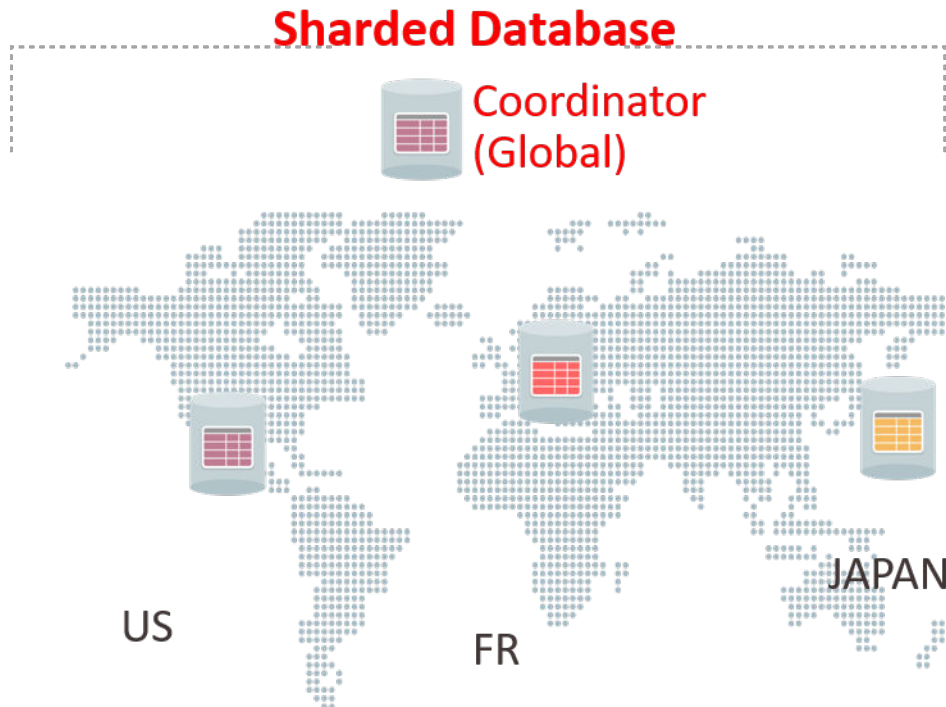 Sharded Database
Coordinator
(Global)
JAPAN
US
FR